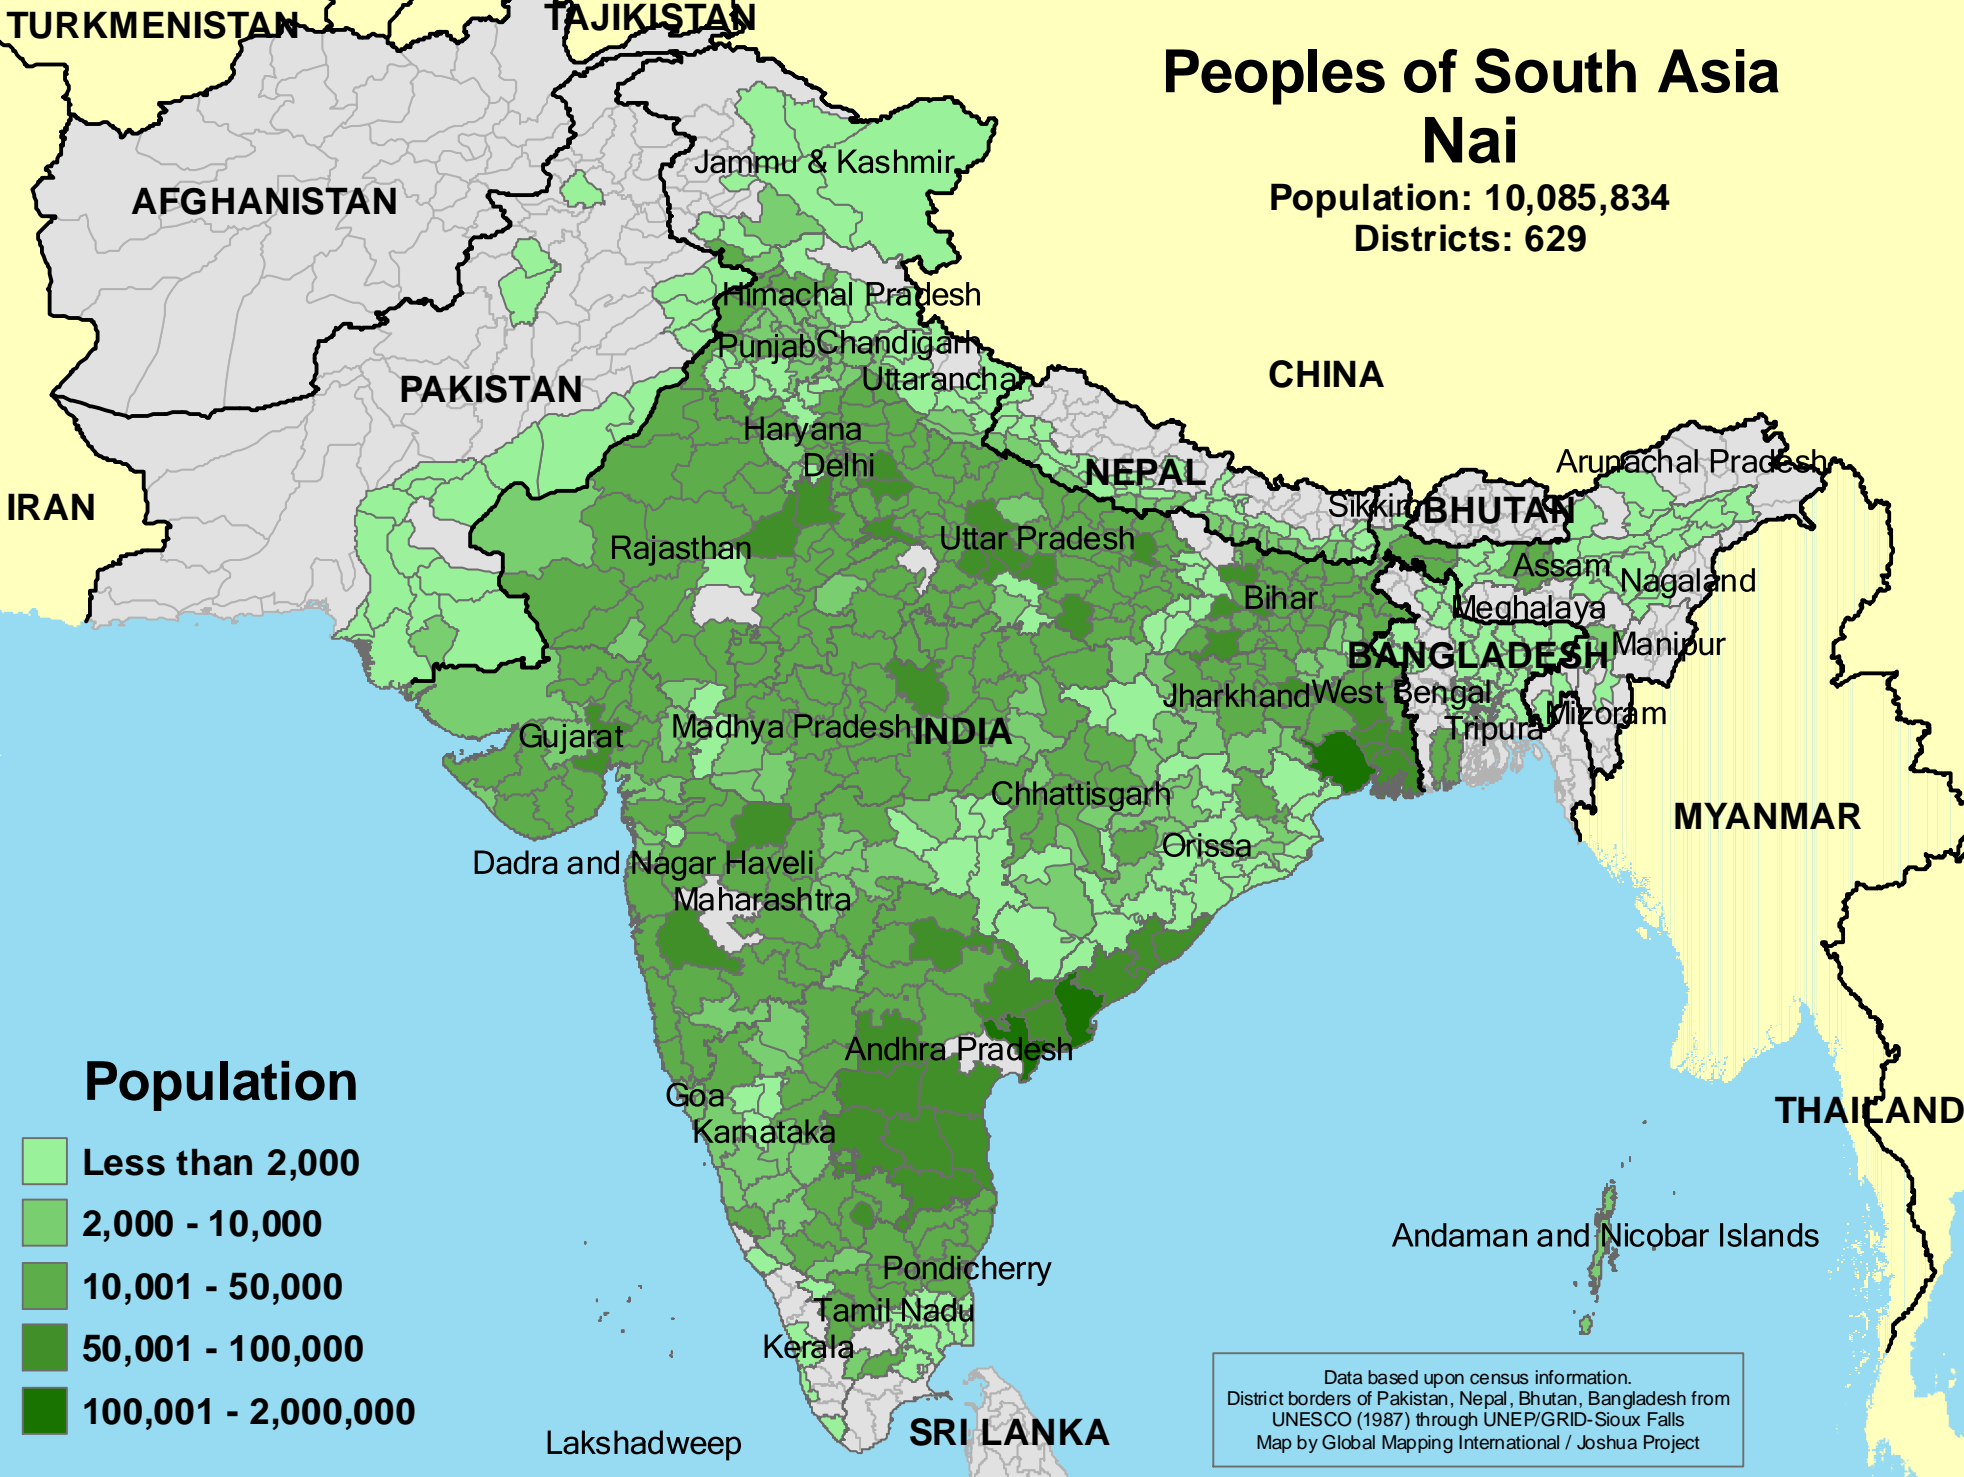 TURKMENISTAN
TAJIKISTAN
Peoples of South Asia
Nai
Population: 10,085,834
Districts: 629
Jammu & Kashmir
AFGHANISTAN
Himachal Pradesh
Punjab
Chandigarh
CHINA
PAKISTAN
Uttaranchal
Haryana
Delhi
NEPAL
Arunachal Pradesh
IRAN
Sikkim
BHUTAN
Rajasthan
Uttar Pradesh
Assam
Nagaland
Bihar
Meghalaya
Manipur
BANGLADESH
Jharkhand
West Bengal
Mizoram
Gujarat
Madhya Pradesh
INDIA
Tripura
Chhattisgarh
MYANMAR
Orissa
Dadra and Nagar Haveli
Maharashtra
Andhra Pradesh
Goa
Karnataka
THAILAND
Andaman and Nicobar Islands
Pondicherry
Tamil Nadu
Kerala
Lakshadweep
SRI LANKA
Population
Less than 2,000
2,000 - 10,000
10,001 - 50,000
50,001 - 100,000
100,001 - 2,000,000
Data based upon census information.
District borders of Pakistan, Nepal, Bhutan, Bangladesh from
UNESCO (1987) through UNEP/GRID-Sioux Falls
Map by Global Mapping International / Joshua Project